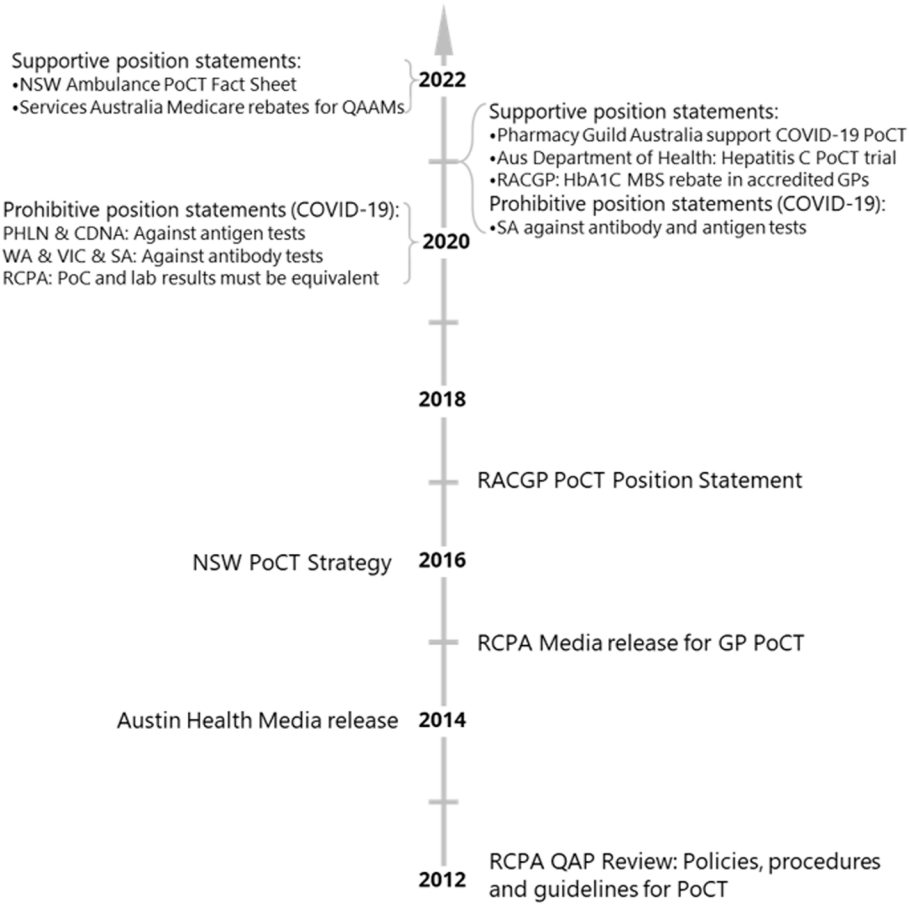 Supportive position statements:
•NSW Ambulance PoCT Fact Sheet
•Services Australia Medicare rebates for QAAMs
2022
Supportive position statements:
•Pharmacy Guild Australia support COVID-19 PoCT
•Aus Department of Health: Hepatitis C PoCT trial
•RACGP: HbA1C MBS rebate in accredited GPs
Prohibitive position statements (COVID-19):
•SA against antibody and antigen tests
Prohibitive position statements (COVID-19):
PHLN & CDNA: Against antigen tests
WA & VIC & SA: Against antibody tests
RCPA: PoC and lab results must be equivalent
2020
2018
RACGP PoCT Position Statement
NSW PoCT Strategy
2016
RCPA Media release for GP PoCT
Austin Health Media release
2014
2012
RCPA QAP Review: Policies, procedures
and guidelines for PoCT